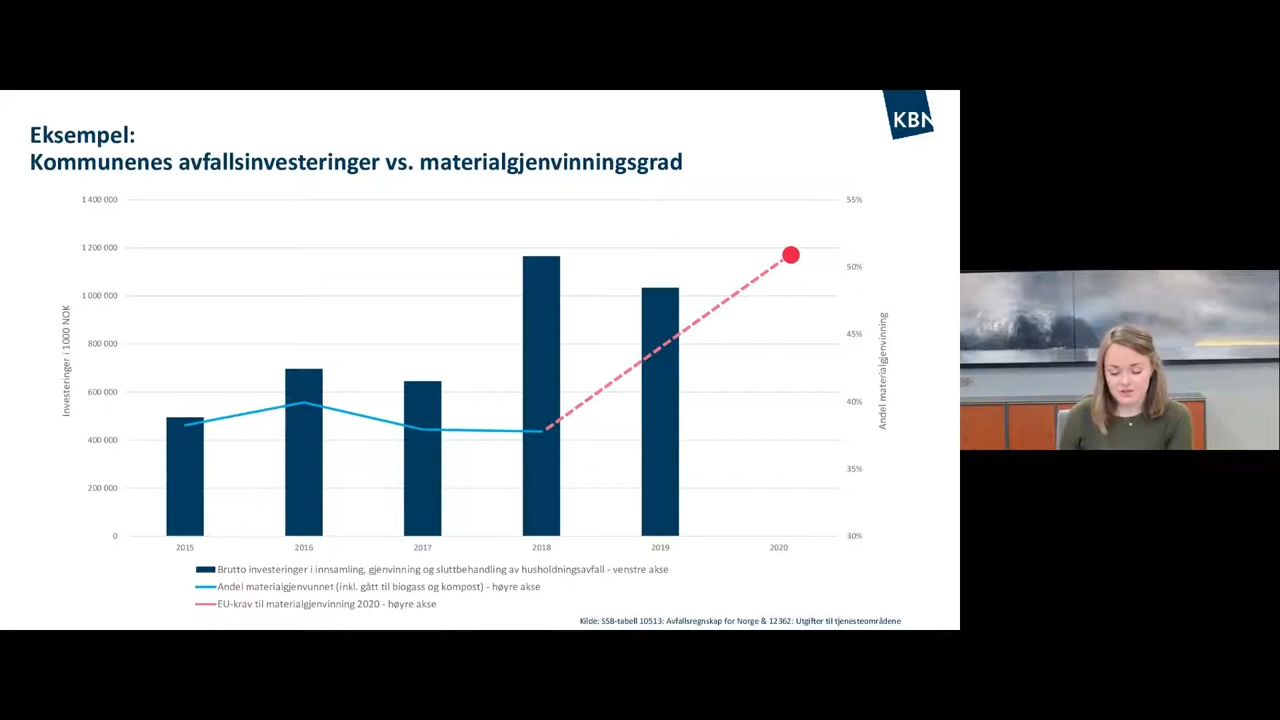 KBN
Eksempel:
Kommunenes avfallsinvesteringer vs. materialgjenvinningsgrad
1 400 000
1 200 000
1 000 000
800 000
600 000
400 000
200 000
0
Investeringer i 1000 NOK
55%
50%
45%
40%
35%
30%
Andel materialgjenvinning
2015
2016
2017
2018
2019
2020
Brutto investeringer i innsamling, gjenvinning og sluttbehandling av husholdningsavfall - venstre akse
Andel materialgjenvunnet (inkl. gått til biogass og kompost) - høyre akse
EU-krav til materialgjenvinning 2020 - høyre akse
Kilde: SSB-tabell 10513: Avfallsregnskap for Norge & 12362: Utgifter til tjenesteområdene